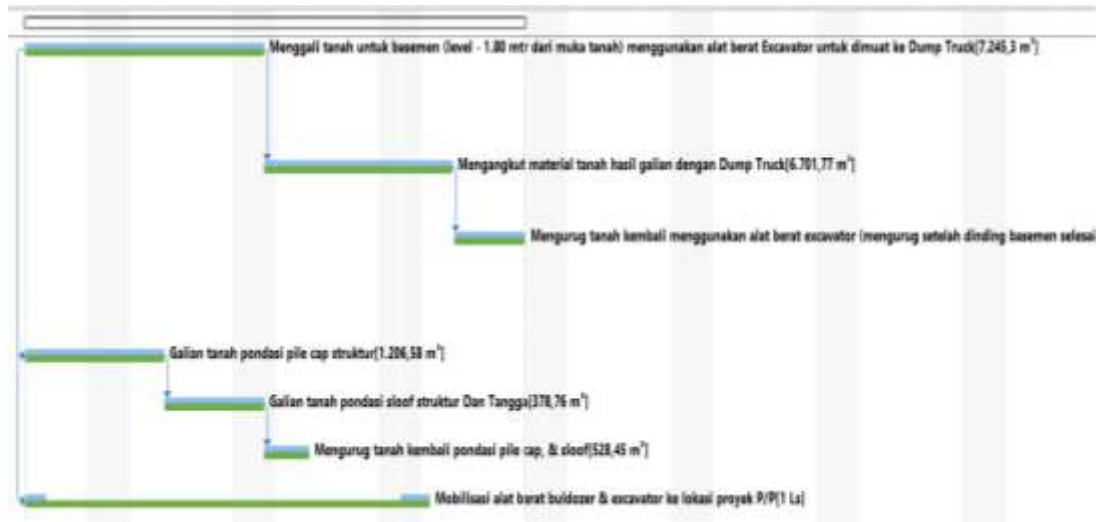 Menggali tanah untuk basemen (level - 1.80 mtr dari muka tanah) menggunakan alat berat Excavator untuk dimuat ke Dump Truck[7.245,3 m³]
Mengangkut material tanah hasil galian dengan Dump Truck[6.701,77 m³]
Mengurug tanah kembali menggunakan alat berat excavator (mengurug setelah dinding basemen selesai
Galian tanah pondasi pile cap struktur[1.206,58 m³]
Galian tanah pondasi sloof struktur Dan Tangga[378,76 m³]
Mengurug tanah kembali pondasi pile cap, & sloof[528,45 m³]
Mobilisasi alat berat buldozer & excavator ke lokasi proyek P/P[1 Ls]